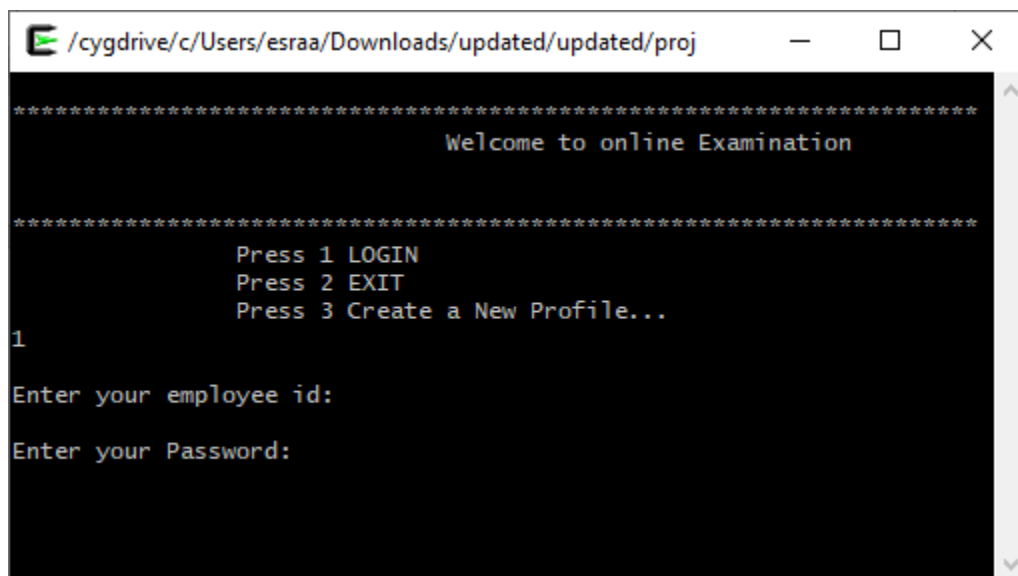 /cygdrive/c/Users/esraa/Downloads/updated/updated/proj
*********************************************************************
Welcome to online Examination
*********************************************************************
Press 1 LOGIN
Press 2 EXIT
Press 3 Create a New Profile...
1
Enter your employee id:
Enter your Password: